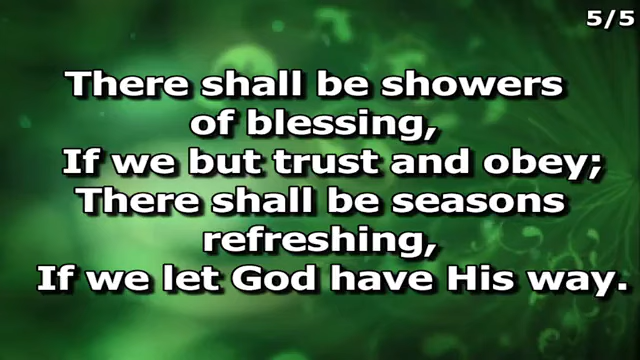 5/5
There shall be showers
of blessing,
If we but trust and obey;
There shall be seasons
refreshing,
If we let God have His way.